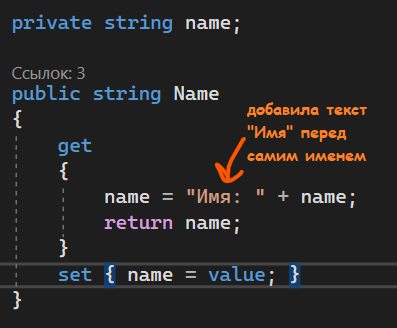 private string name;
Ссылок: 3
public string Name
{
добавила текст
"Имя" перед
самим именем
get
{
name = "Имя: " + name;
return name;
}
set { name = value; }
}